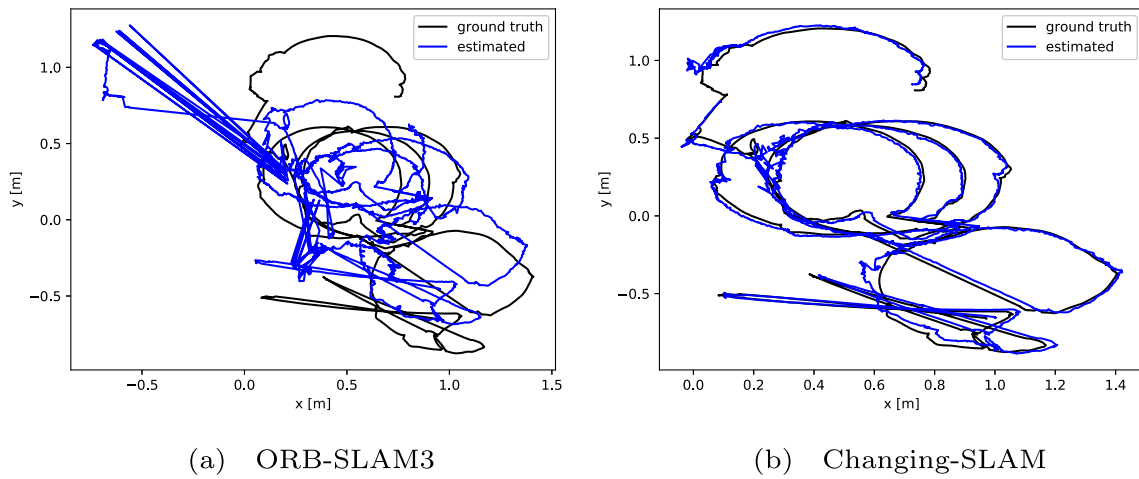 ground truth
estimated
1.0
0.5
0.0
−0.5
y [m]
−0.5
0.0
0.5
1.0
1.5
x [m]
(a) ORB-SLAM3
ground truth
estimated
1.0
0.5
0.0
−0.5
y [m]
0.0
0.2
0.4
0.6
0.8
1.0
1.2
1.4
x [m]
(b) Changing-SLAM